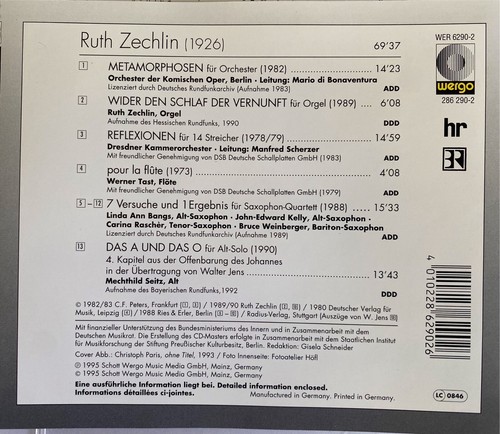 Ruth Zechlin (1926) 69'37
WER 6290-2
wergo
286 290-2
1 METAMORPHOSEN für Orchester (1982) 14'23
Orchester der Komischen Oper, Berlin · Leitung: Mario di Bonaventura
Lizenziert durch Deutsches Rundfunkarchiv (Aufnahme 1983) ADD
2 WIDER DEN SCHLAF DER VERNUNFT für Orgel (1989) .... 6'08
Ruth Zechlin, Orgel
Aufnahme des Hessischen Rundfunks, 1990 DDD
hr
3 REFLEXIONEN für 14 Streicher (1978/79) 14'59
Dresdner Kammerorchester · Leitung: Manfred Scherzer
Mit freundlicher Genehmigung von DSB Deutsche Schallplatten GmbH (1983) ADD
4 pour la flûte (1973) 4'08
Werner Tast, Flöte
Mit freundlicher Genehmigung von DSB Deutsche Schallplatten GmbH (1979) ADD
5 – 12 7 Versuche und 1 Ergebnis für Saxophon-Quartett (1988) ..... 15'33
Linda Ann Bangs, Alt-Saxophon · John-Edward Kelly, Alt-Saxophon ·
Carina Raschèr, Tenor-Saxophon · Bruce Weinberger, Bariton-Saxophon
Lizenziert durch Deutsches Rundfunkarchiv (Aufnahme 1989) ADD
13 DAS A UND DAS O für Alt-Solo (1990)
4. Kapitel aus der Offenbarung des Johannes
in der Übertragung von Walter Jens 13'43
Mechthild Seitz, Alt
Aufnahme des Bayerischen Rundfunks, 1992 DDD
4 010228 629026
© 1982/83 C.F. Peters, Frankfurt (1, 3) / 1989/90 Ruth Zechlin (2, 13) / 1980 Deutscher Verlag für
Musik, Leipzig (4) / 1988 Ries & Erler, Berlin (5 - 12) / Radius-Verlag, Stuttgart (Auszüge von W. Jens 13)
Mit finanzieller Unterstützung des Bundesministeriums des Innern und in Zusammenarbeit mit dem
Deutschen Musikrat. Die Erstellung des CD-Masters erfolgte in Zusammenarbeit mit dem Staatlichen Institut
für Musikforschung der Stiftung Preußischer Kulturbesitz, Berlin. Redaktion: Gisela Schneider
Cover Abb.: Christoph Paris, ohne Titel, 1993 / Foto Innenseite: Fotoatelier Höfl
℗ 1995 Schott Wergo Music Media GmbH, Mainz, Germany
© 1995 Schott Wergo Music Media GmbH, Mainz, Germany
Eine ausführliche Information liegt bei. Detailed information enclosed.
Informations détaillées ci-jointes. Manufactured in Germany. Printed in Germany.
LC 0846